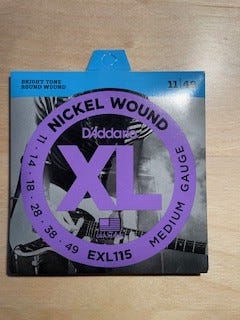 BRIGHT TONE
ROUND WOUND
11|49
NICKEL WOUND
D'Addario
XL
11 · 14 · 18 · 28 · 38 · 49
EXL115
MEDIUM GAUGE